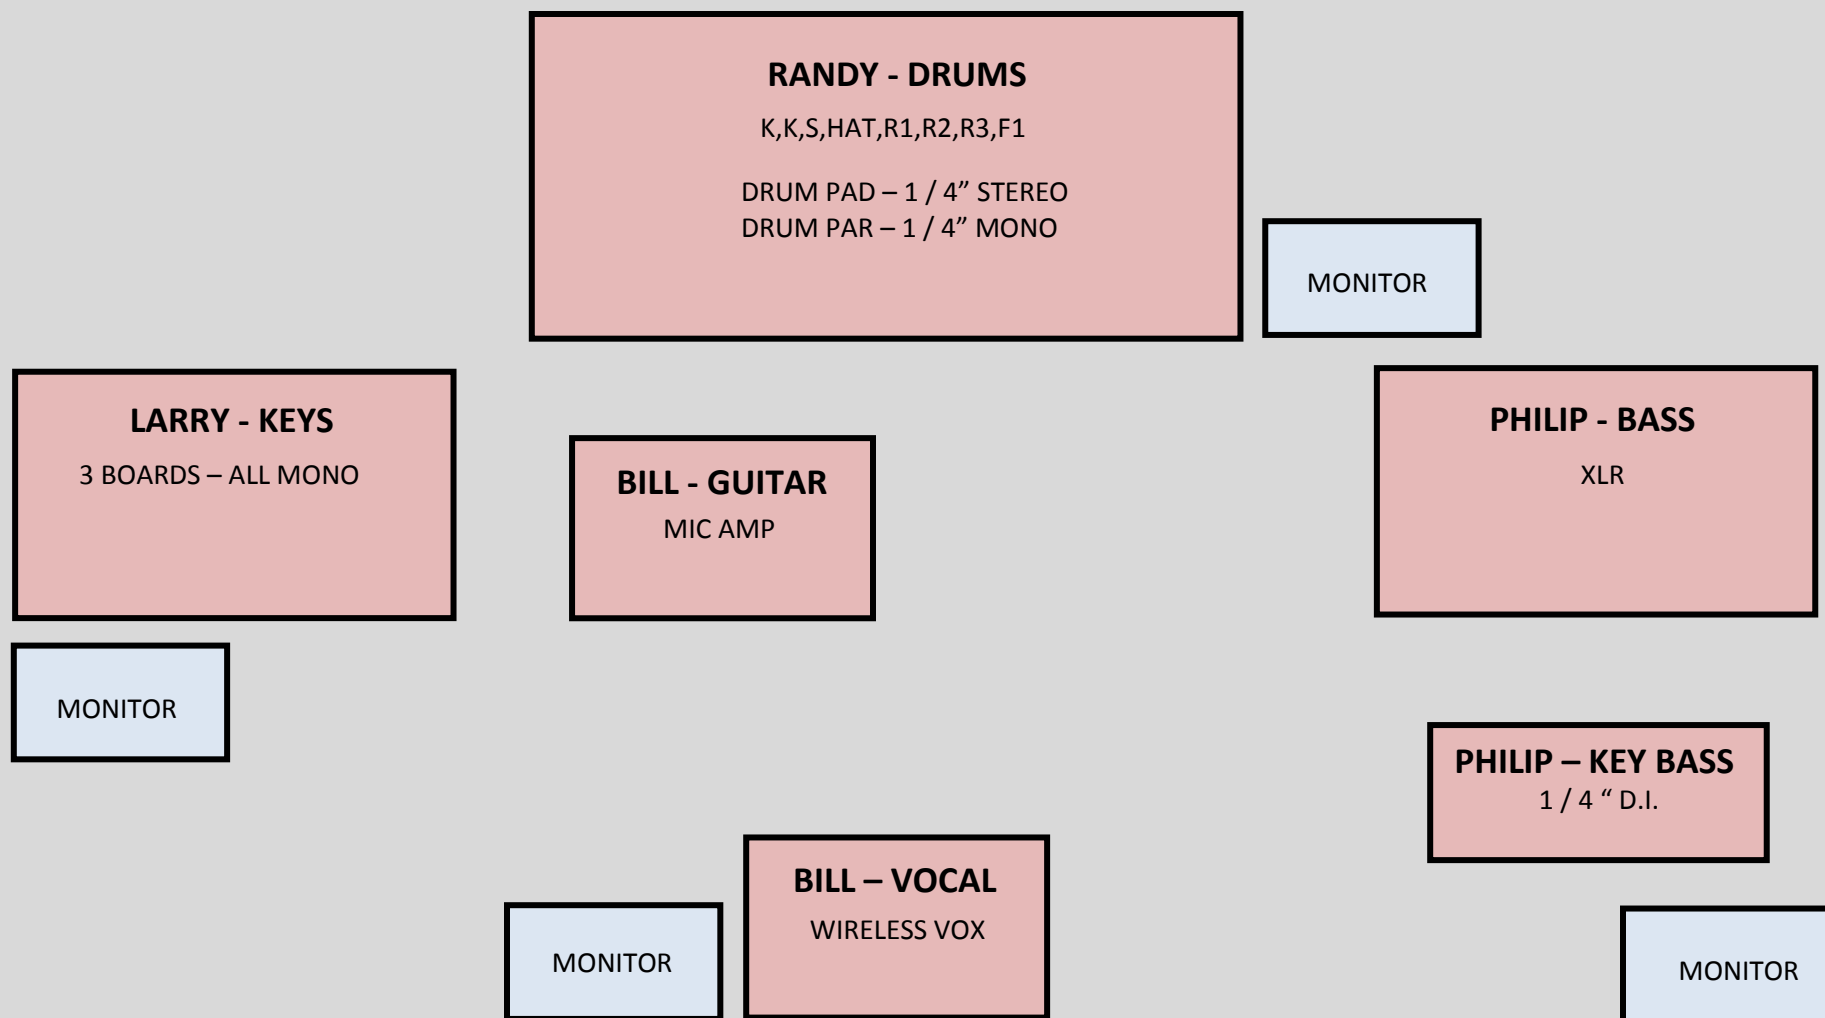 RANDY - DRUMS
K,K,S,HAT,R1,R2,R3,F1
DRUM PAD – 1 / 4” STEREO
DRUM PAR – 1 / 4” MONO
MONITOR
LARRY - KEYS
3 BOARDS – ALL MONO
BILL - GUITAR
MIC AMP
PHILIP - BASS
XLR
MONITOR
PHILIP – KEY BASS
1 / 4 “ D.I.
BILL – VOCAL
WIRELESS VOX
MONITOR
MONITOR